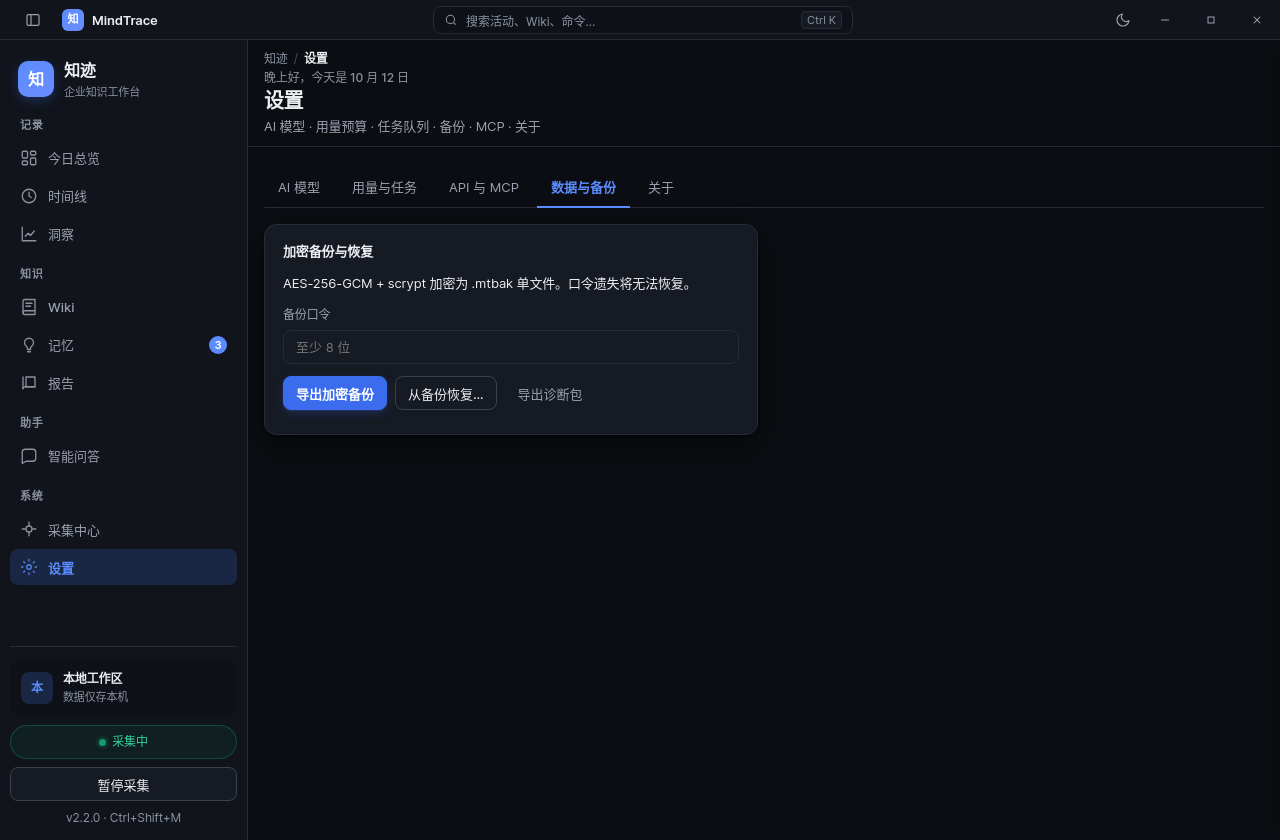 知 MindTrace
搜索活动、Wiki、命令... Ctrl K
知 知迹
企业知识工作台
记录
今日总览
时间线
洞察
知识
Wiki
记忆 3
报告
助手
智能问答
系统
采集中心
设置
本 本地工作区
数据仅存本机
采集中
暂停采集
v2.2.0 · Ctrl+Shift+M
知迹 / 设置
晚上好，今天是 10 月 12 日
设置
AI 模型 · 用量预算 · 任务队列 · 备份 · MCP · 关于
AI 模型 用量与任务 API 与 MCP 数据与备份 关于
加密备份与恢复
AES-256-GCM + scrypt 加密为 .mtbak 单文件。口令遗失将无法恢复。
备份口令
至少 8 位
导出加密备份 从备份恢复... 导出诊断包